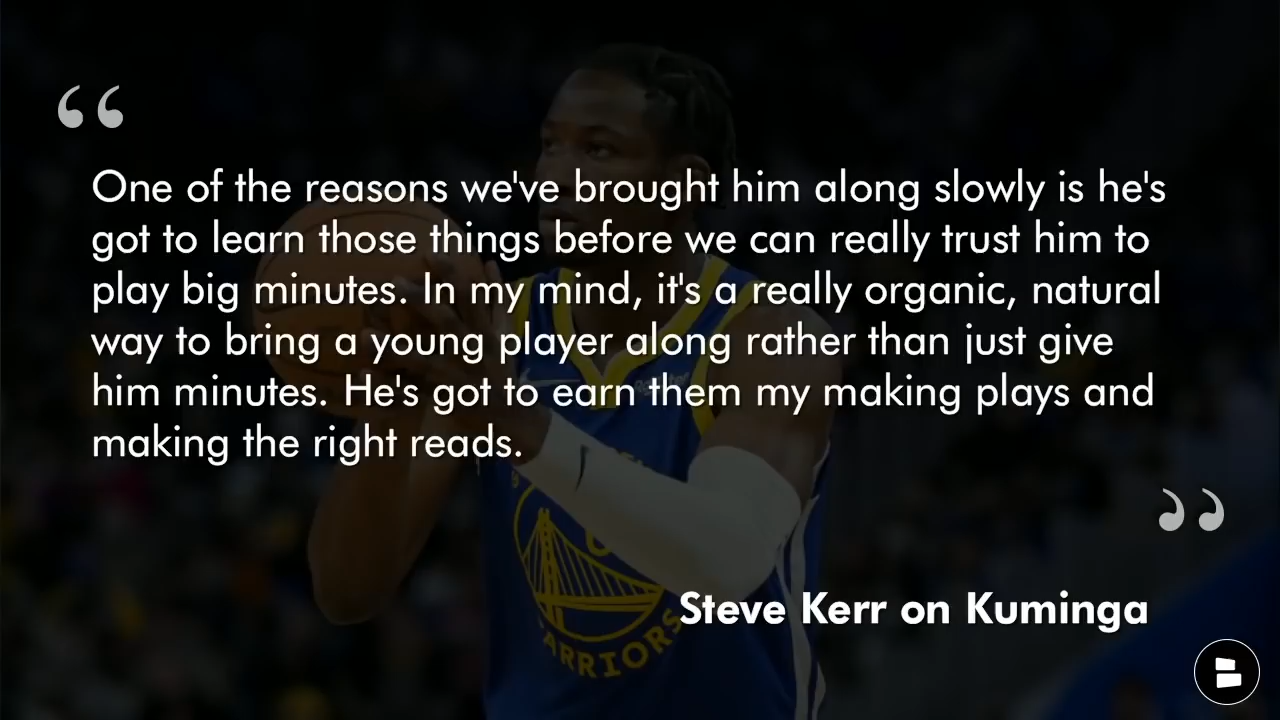 “
One of the reasons we've brought him along slowly is he's
got to learn those things before we can really trust him to
play big minutes. In my mind, it's a really organic, natural
way to bring a young player along rather than just give
him minutes. He's got to earn them my making plays and
making the right reads.
”
Steve Kerr on Kuminga
WARRIORS